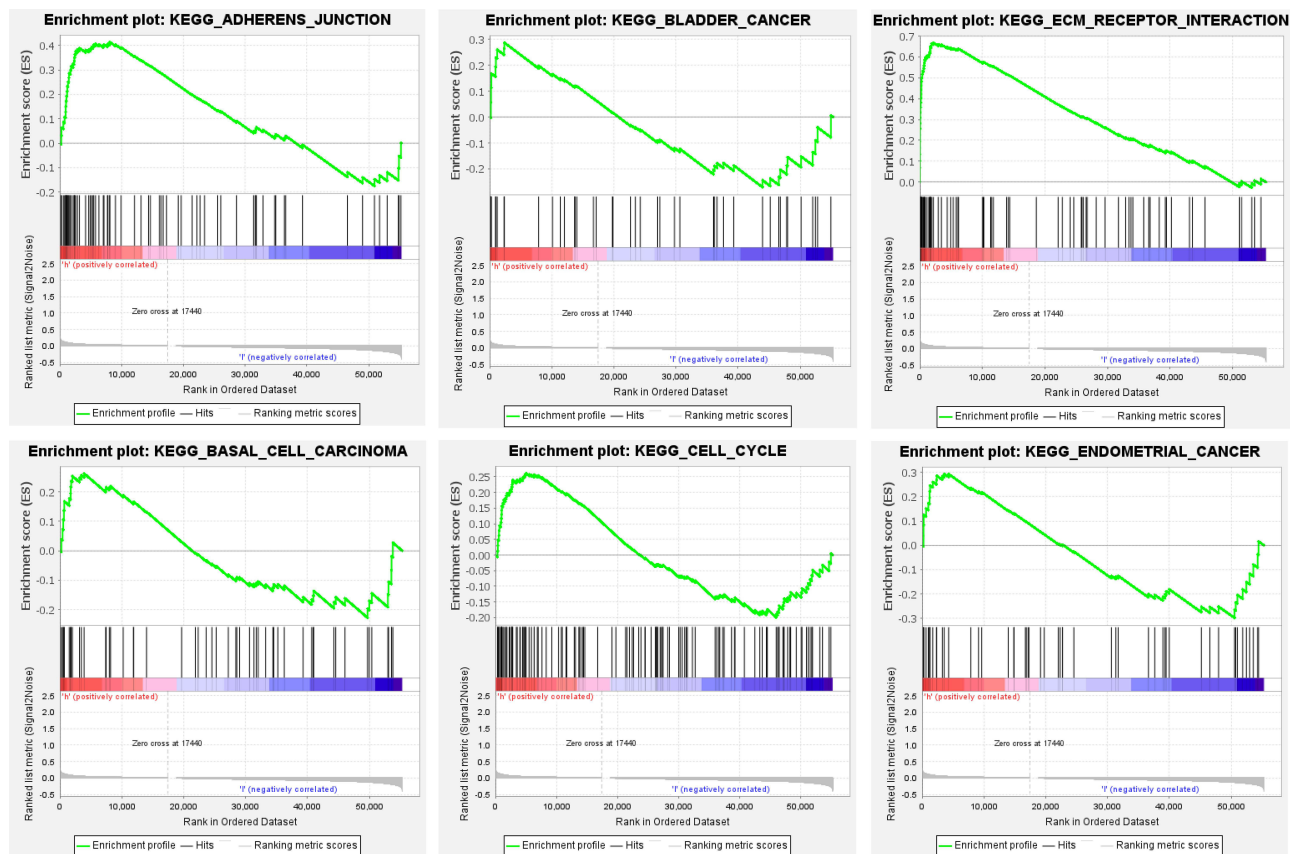 Enrichment plot: KEGG_ADHERENS_JUNCTION
Enrichment score (ES)
0.4
0.3
0.2
0.1
0.0
-0.1
-0.2
Ranked list metric (Signal2Noise)
2.5
2.0
1.5
1.0
0.5
0.0
-0.5
'h' (positively correlated)
Zero cross at 17440
'l' (negatively correlated)
0 10,000 20,000 30,000 40,000 50,000
Rank in Ordered Dataset
Enrichment profile Hits Ranking metric scores
Enrichment plot: KEGG_BLADDER_CANCER
Enrichment score (ES)
0.3
0.2
0.1
0.0
-0.1
-0.2
Ranked list metric (Signal2Noise)
2.5
2.0
1.5
1.0
0.5
0.0
-0.5
'h' (positively correlated)
Zero cross at 17440
'l' (negatively correlated)
0 10,000 20,000 30,000 40,000 50,000
Rank in Ordered Dataset
Enrichment profile Hits Ranking metric scores
Enrichment plot: KEGG_ECM_RECEPTOR_INTERACTION
Enrichment score (ES)
0.7
0.6
0.5
0.4
0.3
0.2
0.1
0.0
Ranked list metric (Signal2Noise)
2.5
2.0
1.5
1.0
0.5
0.0
-0.5
'h' (positively correlated)
Zero cross at 17440
'l' (negatively correlated)
0 10,000 20,000 30,000 40,000 50,000
Rank in Ordered Dataset
Enrichment profile Hits Ranking metric scores
Enrichment plot: KEGG_BASAL_CELL_CARCINOMA
Enrichment score (ES)
0.2
0.1
0.0
-0.1
-0.2
Ranked list metric (Signal2Noise)
2.5
2.0
1.5
1.0
0.5
0.0
-0.5
'h' (positively correlated)
Zero cross at 17440
'l' (negatively correlated)
0 10,000 20,000 30,000 40,000 50,000
Rank in Ordered Dataset
Enrichment profile Hits Ranking metric scores
Enrichment plot: KEGG_CELL_CYCLE
Enrichment score (ES)
0.25
0.20
0.15
0.10
0.05
0.00
-0.05
-0.10
-0.15
-0.20
Ranked list metric (Signal2Noise)
2.5
2.0
1.5
1.0
0.5
0.0
-0.5
'h' (positively correlated)
Zero cross at 17440
'l' (negatively correlated)
0 10,000 20,000 30,000 40,000 50,000
Rank in Ordered Dataset
Enrichment profile Hits Ranking metric scores
Enrichment plot: KEGG_ENDOMETRIAL_CANCER
Enrichment score (ES)
0.3
0.2
0.1
0.0
-0.1
-0.2
-0.3
Ranked list metric (Signal2Noise)
2.5
2.0
1.5
1.0
0.5
0.0
-0.5
'h' (positively correlated)
Zero cross at 17440
'l' (negatively correlated)
0 10,000 20,000 30,000 40,000 50,000
Rank in Ordered Dataset
Enrichment profile Hits Ranking metric scores